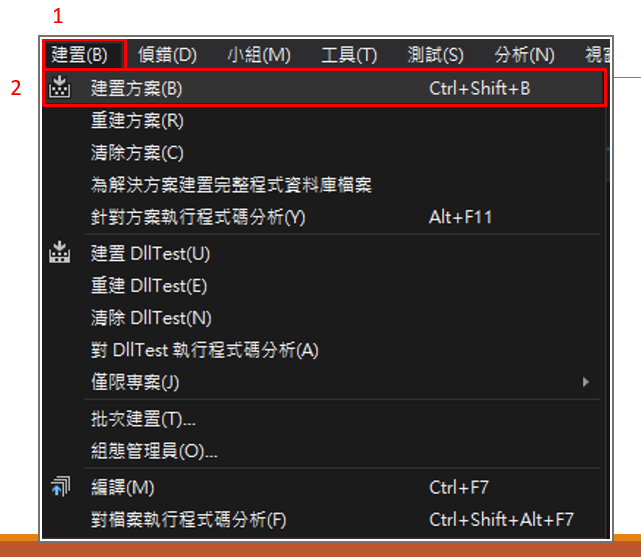 1
建置(B) 偵錯(D) 小組(M) 工具(T) 測試(S) 分析(N) 視
2
建置方案(B) Ctrl+Shift+B
重建方案(R)
清除方案(C)
為解決方案建置完整程式資料庫檔案
針對方案執行程式碼分析(Y) Alt+F11
建置 DllTest(U)
重建 DllTest(E)
清除 DllTest(N)
對 DllTest 執行程式碼分析(A)
僅限專案(J)
批次建置(T)...
組態管理員(O)...
編譯(M) Ctrl+F7
對檔案執行程式碼分析(F) Ctrl+Shift+Alt+F7